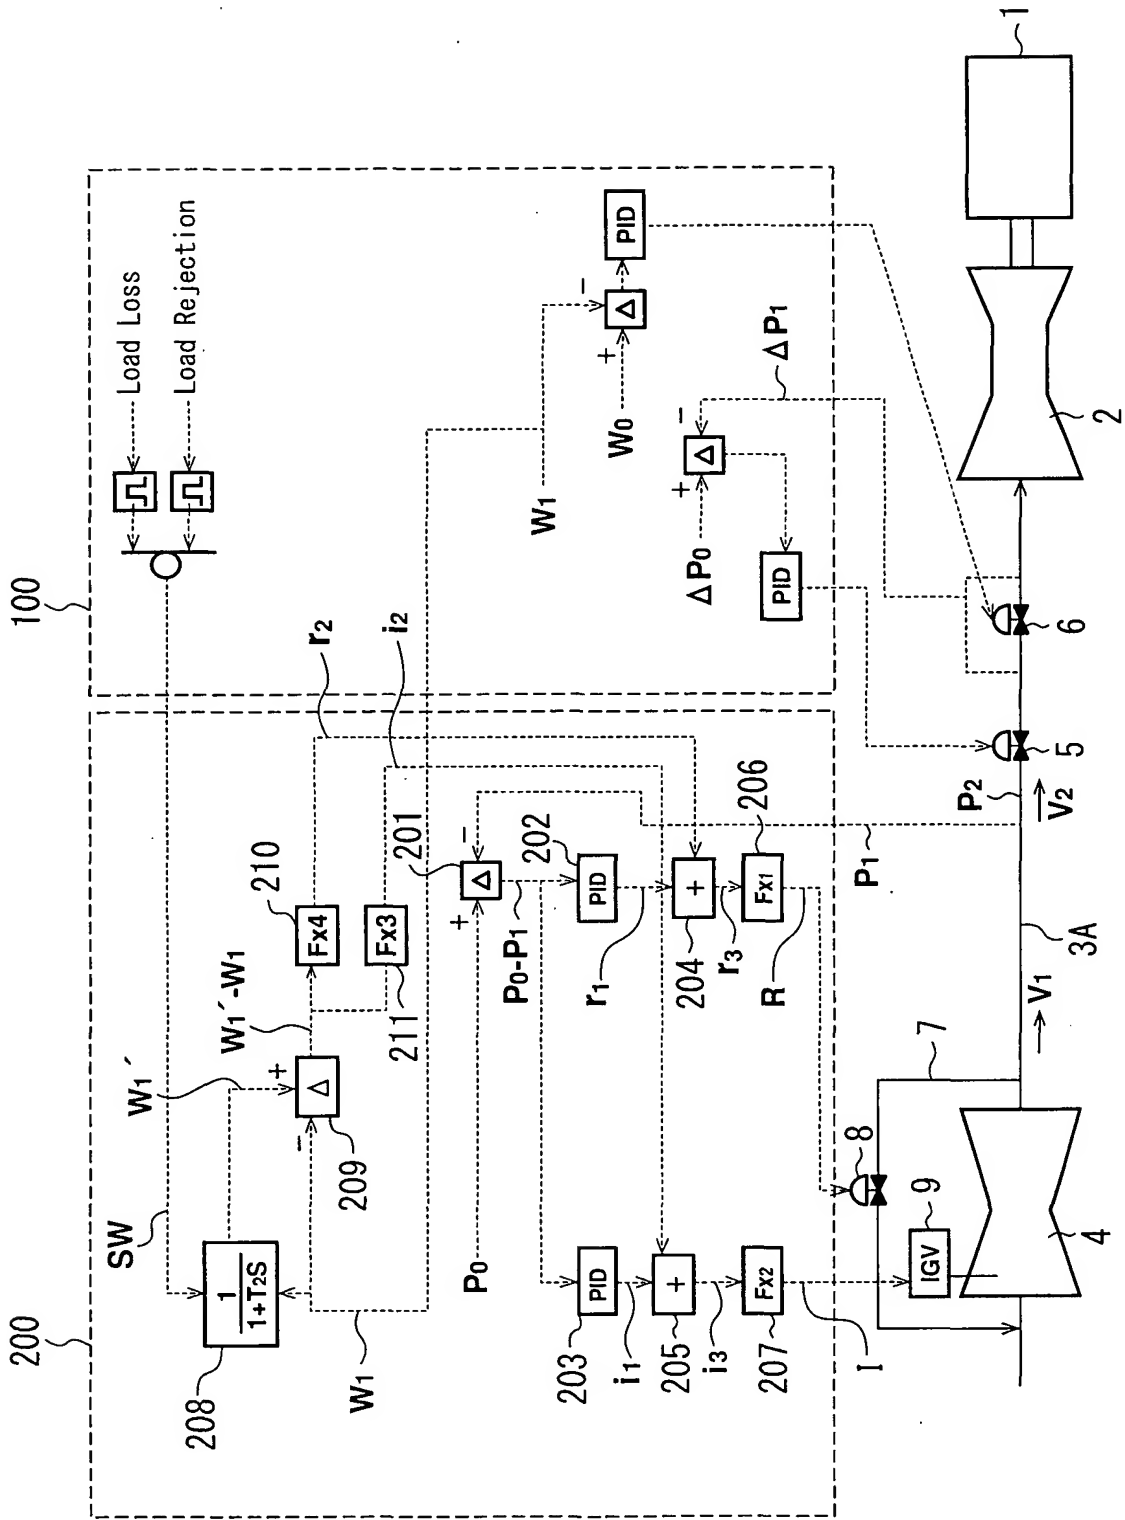 100
200
Load Loss
Load Rejection
SW
W1´
W1´-W1
1
1+T2S
208
209
Δ
+
−
210
Fx4
Fx3
211
r2
i2
W1
W1
W0
+
−
Δ
PID
ΔP0
+
−
Δ
ΔP1
PID
P0
+
−
Δ
201
P0-P1
202
PID
r1
+
204
r3
206
Fx1
R
203
PID
i1
+
205
i3
Fx2
207
I
P1
P2
V2
V1
3A
7
8
9
IGV
4
5
6
2
1